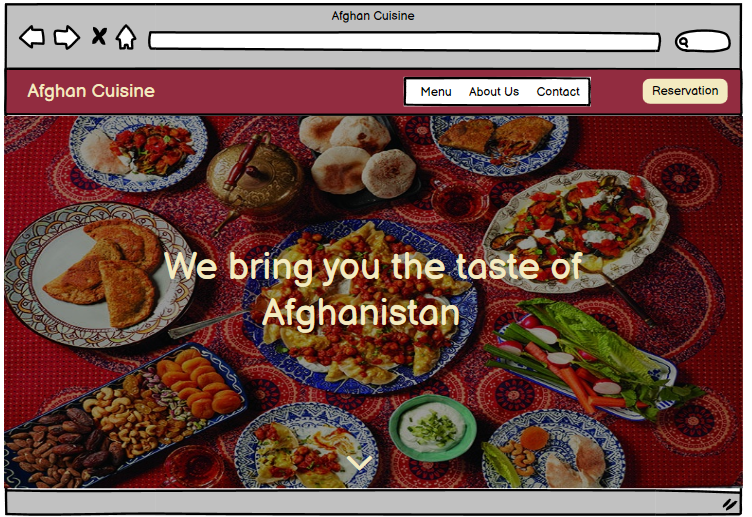 Afghan Cuisine
Afghan Cuisine
Menu About Us Contact
Reservation
We bring you the taste of
Afghanistan